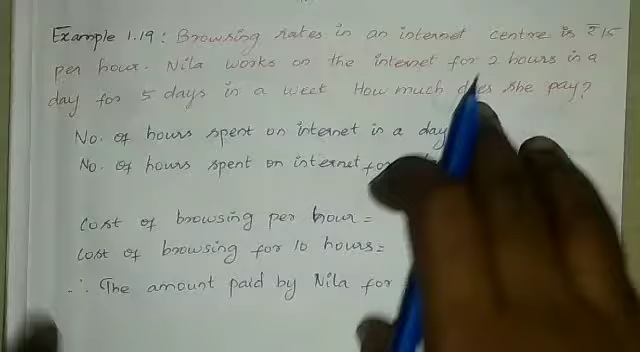 Example 1.19: Browsing rates in an internet centre is ₹15
per hour. Nila works on the internet for 2 hours in a
day for 5 days in a week How much does she pay?
No. of hours spent on internet in a day
No. of hours spent on internet for
Cost of browsing per hour =
Cost of browsing for 10 hours =
∴ The amount paid by Nila for